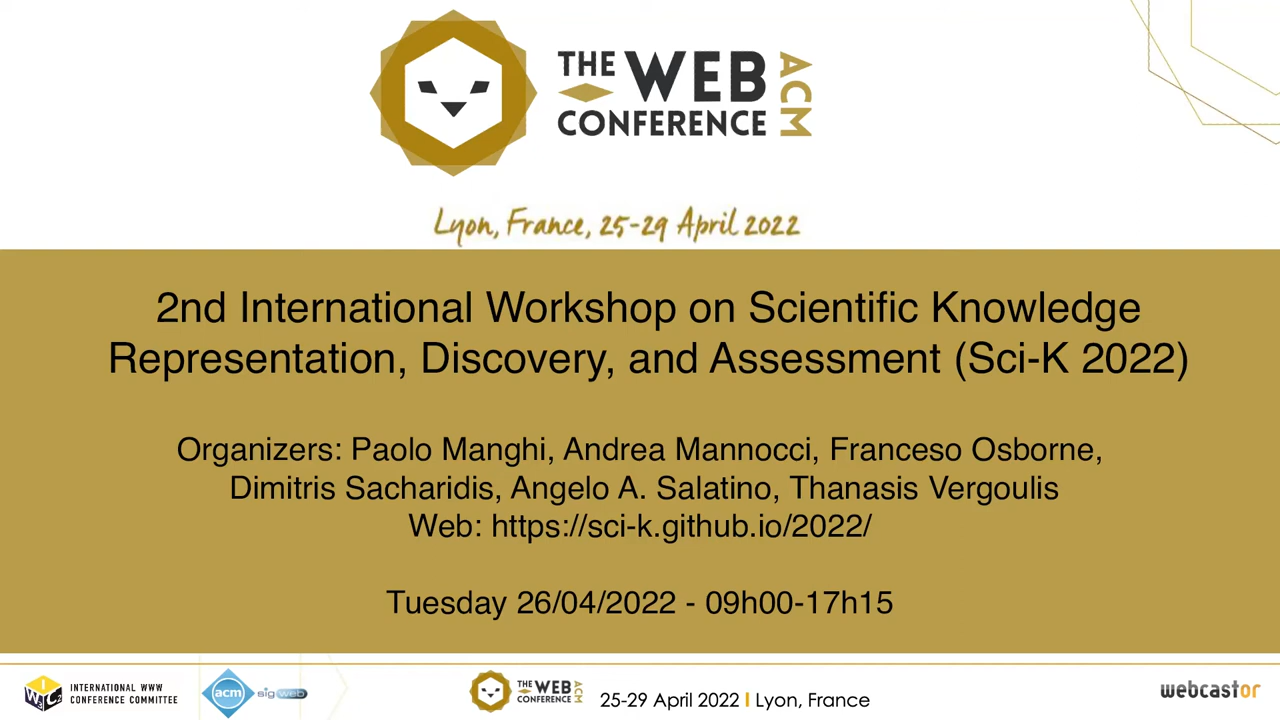 THE WEB CONFERENCE ACM
Lyon, France, 25-29 April 2022
2nd International Workshop on Scientific Knowledge
Representation, Discovery, and Assessment (Sci-K 2022)
Organizers: Paolo Manghi, Andrea Mannocci, Franceso Osborne,
Dimitris Sacharidis, Angelo A. Salatino, Thanasis Vergoulis
Web: https://sci-k.github.io/2022/
Tuesday 26/04/2022 - 09h00-17h15
INTERNATIONAL WWW
CONFERENCE COMMITTEE
acm
sigweb
THE WEB CONFERENCE ACM
25-29 April 2022 I Lyon, France
webcastor